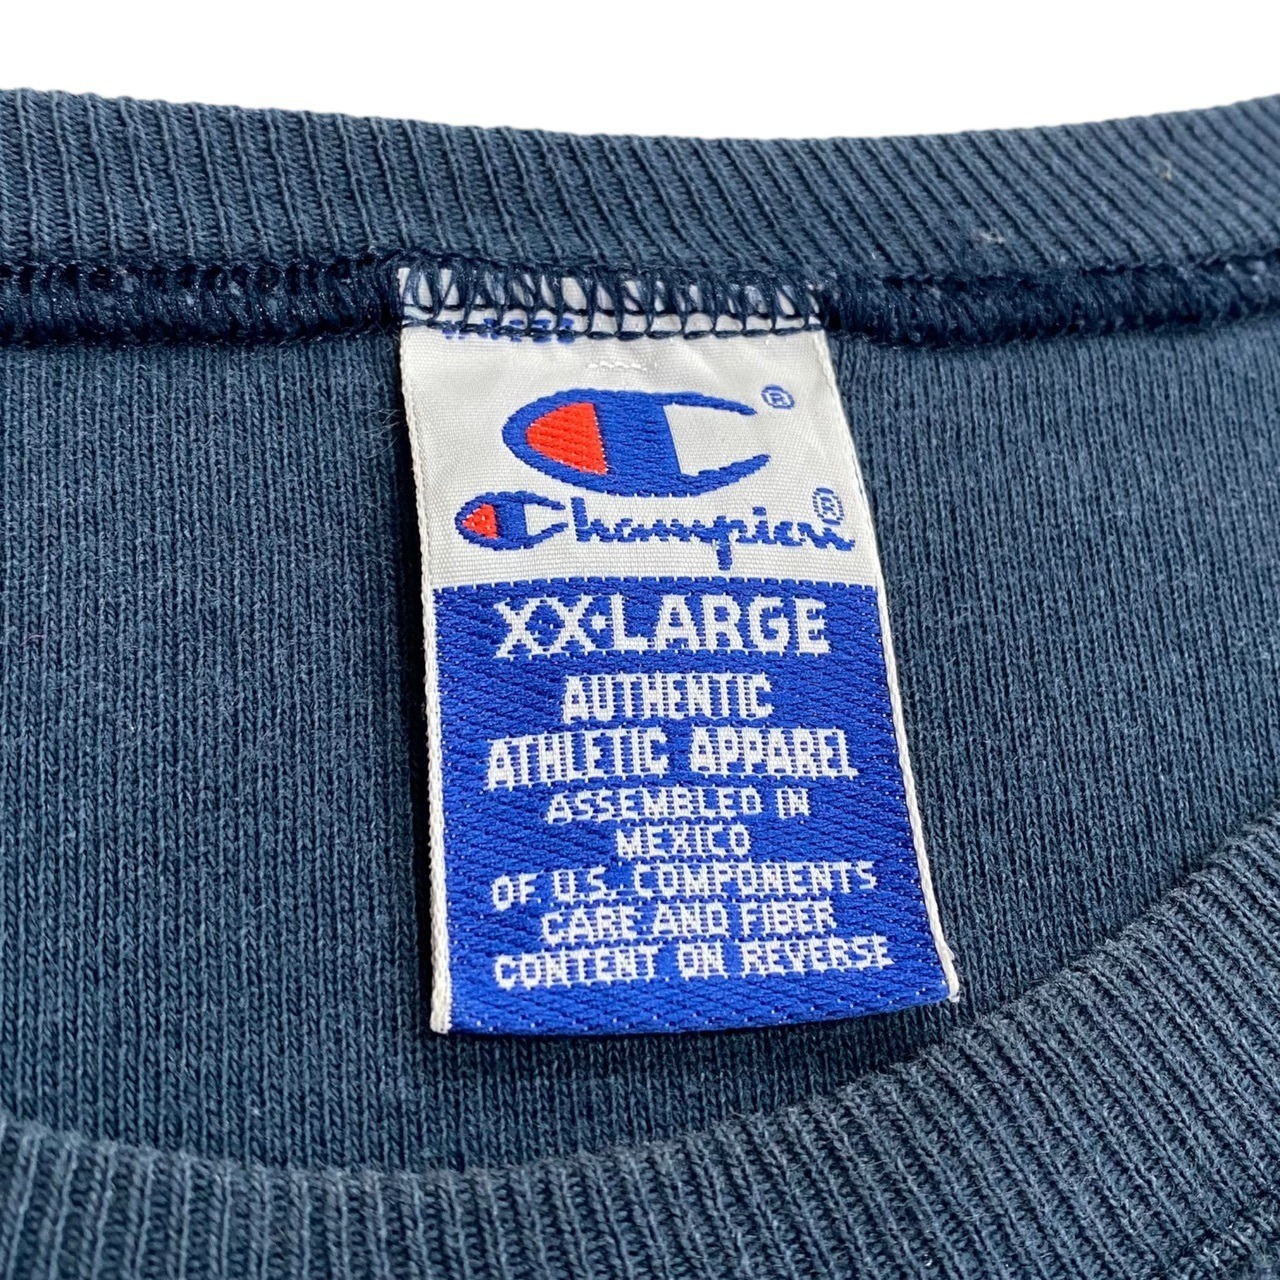 ®
Champion®
XX-LARGE
AUTHENTIC
ATHLETIC APPAREL
ASSEMBLED IN
MEXICO
OF U.S. COMPONENTS
CARE AND FIBER
CONTENT ON REVERSE